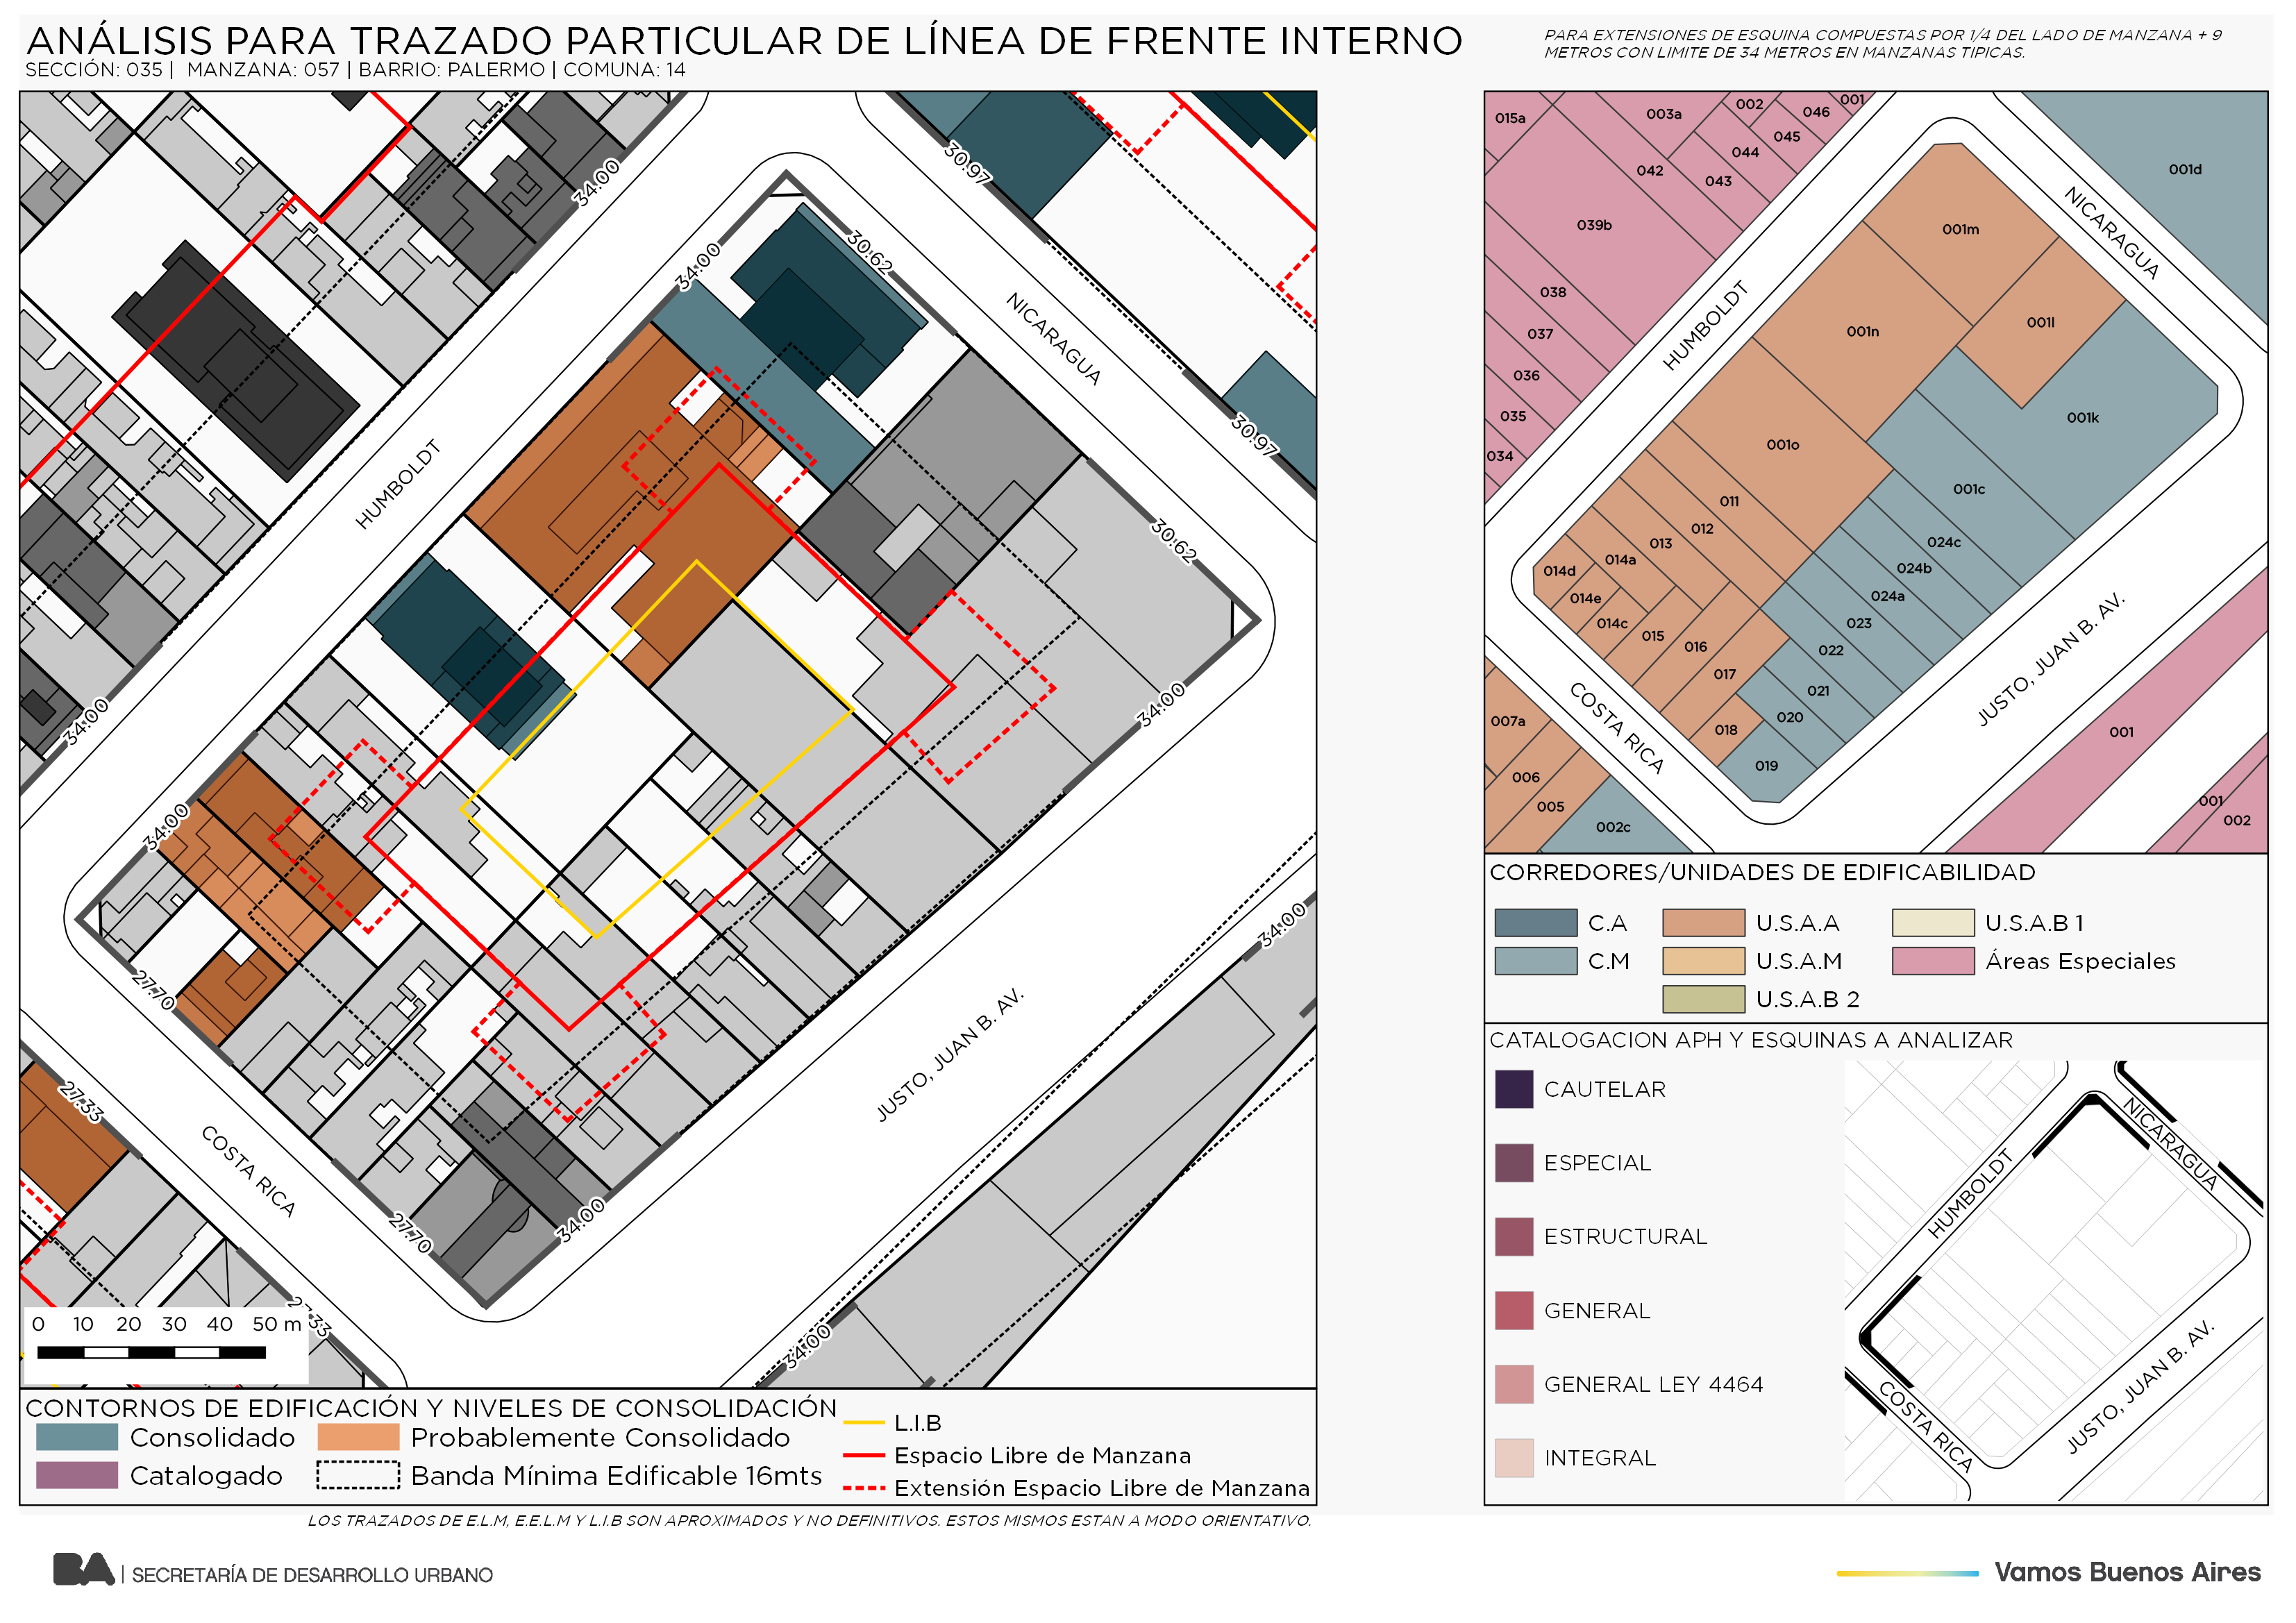 ANÁLISIS PARA TRAZADO PARTICULAR DE LÍNEA DE FRENTE INTERNO
SECCIÓN: 035 | MANZANA: 057 | BARRIO: PALERMO | COMUNA: 14
PARA EXTENSIONES DE ESQUINA COMPUESTAS POR 1/4 DEL LADO DE MANZANA + 9
METROS CON LIMITE DE 34 METROS EN MANZANAS TIPICAS.
34.00
30.97
34.00
30.62
NICARAGUA
30.97
HUMBOLDT
30.62
34.00
34.00
34.00
27.70
34.00
JUSTO, JUAN B. AV.
27.33
COSTA RICA
27.70
34.00
27.33
34.00
0 10 20 30 40 50 m
015a
003a
002
046
001
045
044
042
043
001d
039b
001m
NICARAGUA
038
HUMBOLDT
001n
001l
037
036
035
001k
034
001o
001c
011
012
013
024c
014a
014d
024b
014e
024a
014c
023
015
016
022
017
021
JUSTO, JUAN B. AV.
COSTA RICA
020
018
007a
019
001
006
005
001
002c
002
CORREDORES/UNIDADES DE EDIFICABILIDAD
C.A
U.S.A.A
U.S.A.B 1
C.M
U.S.A.M
Áreas Especiales
U.S.A.B 2
CATALOGACION APH Y ESQUINAS A ANALIZAR
CAUTELAR
ESPECIAL
ESTRUCTURAL
GENERAL
GENERAL LEY 4464
INTEGRAL
NICARAGUA
HUMBOLDT
COSTA RICA
JUSTO, JUAN B. AV.
CONTORNOS DE EDIFICACIÓN Y NIVELES DE CONSOLIDACIÓN
Consolidado
Probablemente Consolidado
Catalogado
Banda Mínima Edificable 16mts
L.I.B
Espacio Libre de Manzana
Extensión Espacio Libre de Manzana
LOS TRAZADOS DE E.L.M, E.E.L.M Y L.I.B SON APROXIMADOS Y NO DEFINITIVOS. ESTOS MISMOS ESTAN A MODO ORIENTATIVO.
BA | SECRETARÍA DE DESARROLLO URBANO
Vamos Buenos Aires